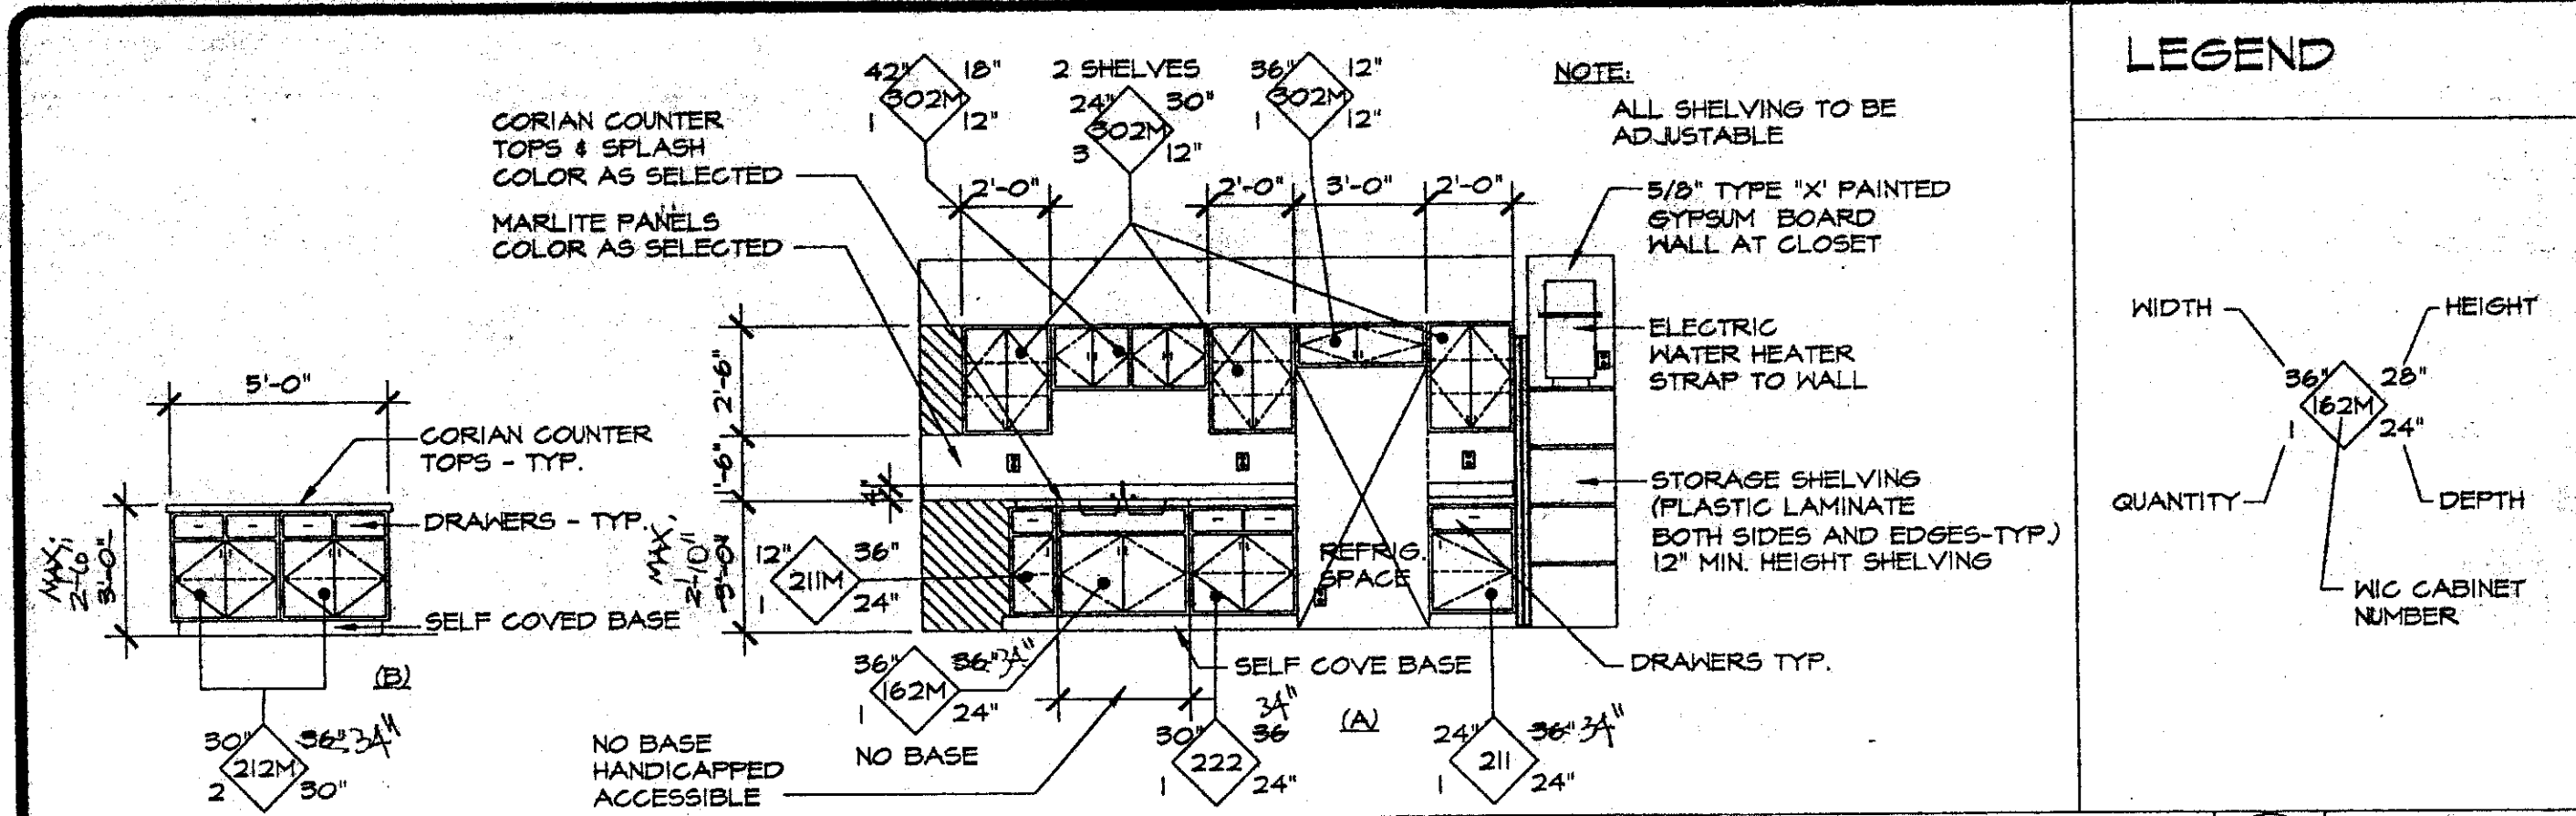 LEGEND
42" 18"
302M
1 12"
2 SHELVES
24" 30"
302M
3 12"
36" 12"
302M
1 12"
NOTE:
ALL SHELVING TO BE
ADJUSTABLE
CORIAN COUNTER
TOPS & SPLASH
COLOR AS SELECTED
MARLITE PANELS
COLOR AS SELECTED
2'-0" 2'-0" 3'-0" 2'-0"
5/8" TYPE "X' PAINTED
GYPSUM BOARD
WALL AT CLOSET
ELECTRIC
WATER HEATER
STRAP TO WALL
2'-6"
1'-6"
4"
MAX.
2'-10"
3'-0"
5'-0"
CORIAN COUNTER
TOPS - TYP.
DRAWERS - TYP.
MAX.
3'-0"
SELF COVED BASE
(B)
30" 36" 34"
212M
2 30"
12" 36"
211M
1 24"
REFRIG.
SPACE
STORAGE SHELVING
(PLASTIC LAMINATE
BOTH SIDES AND EDGES-TYP.)
12" MIN. HEIGHT SHELVING
36" 36" 34"
162M
1 24"
NO BASE
NO BASE
HANDICAPPED
ACCESSIBLE
SELF COVE BASE
DRAWERS TYP.
34"
30" 36
222
1 24"
(A)
24" 36" 34"
211
1 24"
WIDTH HEIGHT
36" 28"
162M
1 24"
QUANTITY DEPTH
WIC CABINET
NUMBER